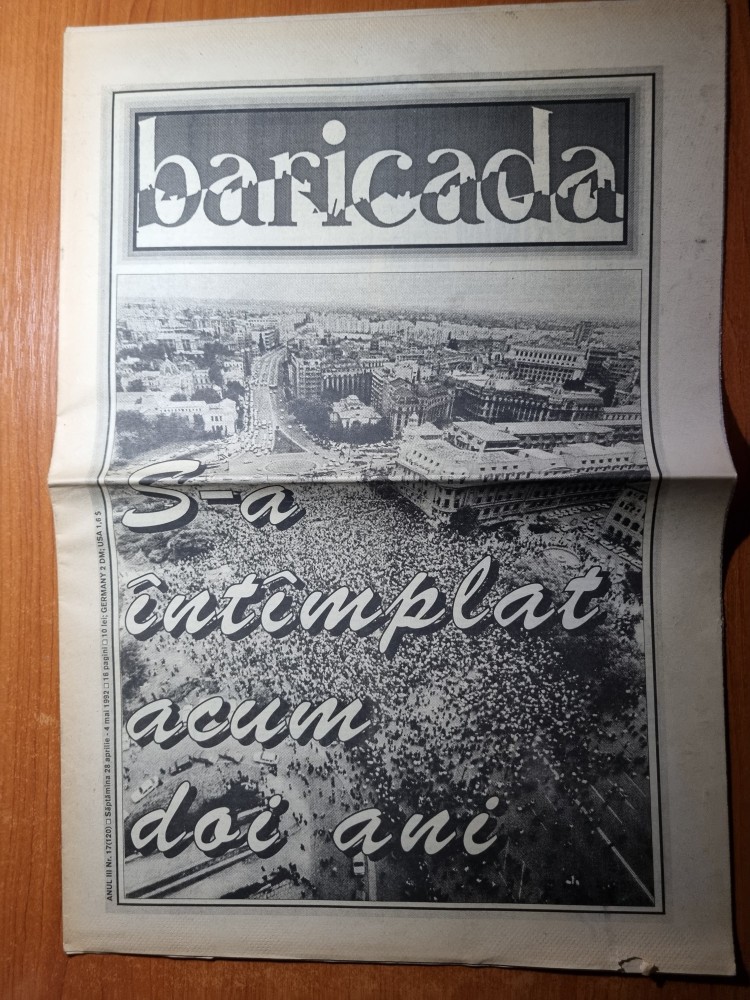 baricada
S-a
întîmplat
acum
doi ani
ANUL III Nr. 17(120) □ Săptămîna 28 aprilie - 4 mai 1992 □ 16 pagini □ 10 lei; GERMANY 2 DM; USA 1,6 $